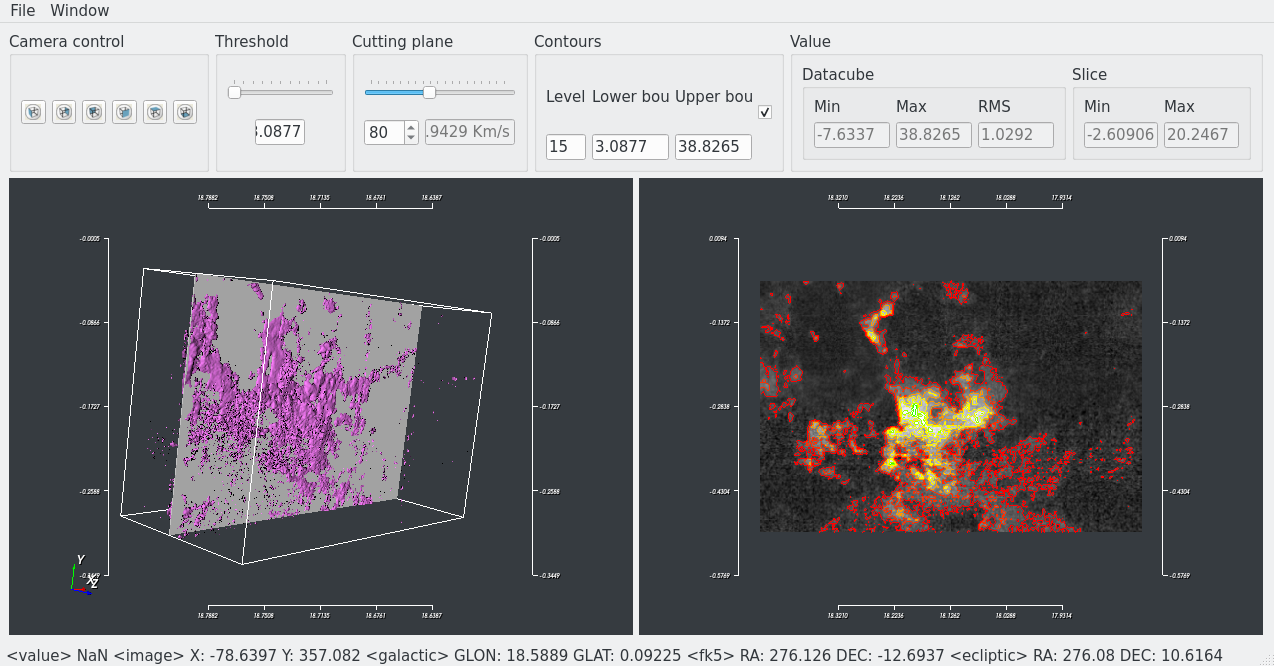 File Window
Camera control Threshold Cutting plane Contours Value
Datacube Slice
Level Lower bou Upper bou
Min Max RMS Min Max
3.0877 80 .9429 Km/s 15 3.0877 38.8265
-7.6337 38.8265 1.0292 -2.60906 20.2467
18.7882 18.7508 18.7135 18.6761 18.6387
18.3210 18.2236 18.1262 18.0288 17.9314
-0.0005 -0.0005 0.0094 0.0094
-0.0866 -0.0866 -0.1372 -0.1372
-0.1727 -0.1727 -0.2838 -0.2838
-0.2588 -0.2588 -0.4304 -0.4304
Y
X Z
-0.3449 -0.3449 -0.5769 -0.5769
18.7882 18.7508 18.7135 18.6761 18.6387
18.3210 18.2236 18.1262 18.0288 17.9314
<value> NaN <image> X: -78.6397 Y: 357.082 <galactic> GLON: 18.5889 GLAT: 0.09225 <fk5> RA: 276.126 DEC: -12.6937 <ecliptic> RA: 276.08 DEC: 10.6164